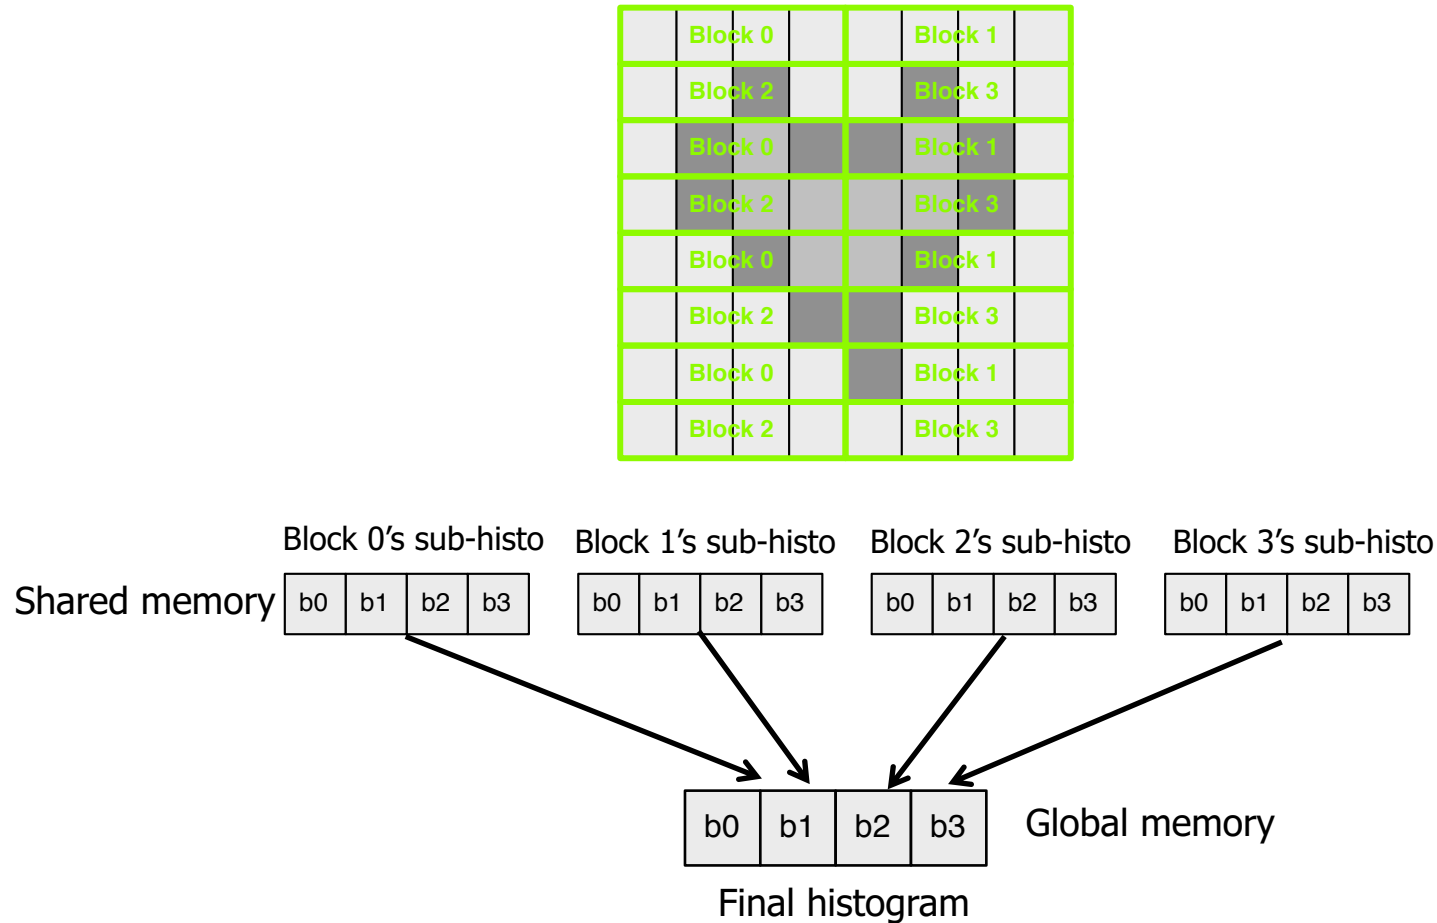 Block 0 Block 1
Block 2 Block 3
Block 0 Block 1
Block 2 Block 3
Block 0 Block 1
Block 2 Block 3
Block 0 Block 1
Block 2 Block 3
Block 0’s sub-histo Block 1’s sub-histo Block 2’s sub-histo Block 3’s sub-histo
Shared memory b0 b1 b2 b3 b0 b1 b2 b3 b0 b1 b2 b3 b0 b1 b2 b3
b0 b1 b2 b3 Global memory
Final histogram